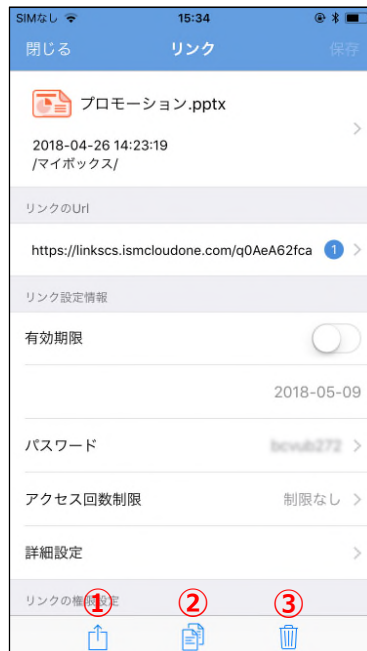 SIMなし 15:34
閉じる リンク 保存
プロモーション.pptx
2018-04-26 14:23:19
/マイボックス/
リンクのUrl
https://linkscs.ismcloudone.com/q0AeA62fca 1
リンク設定情報
有効期限
2018-05-09
パスワード
アクセス回数制限 制限なし
詳細設定
リンクの権限設定
① ② ③